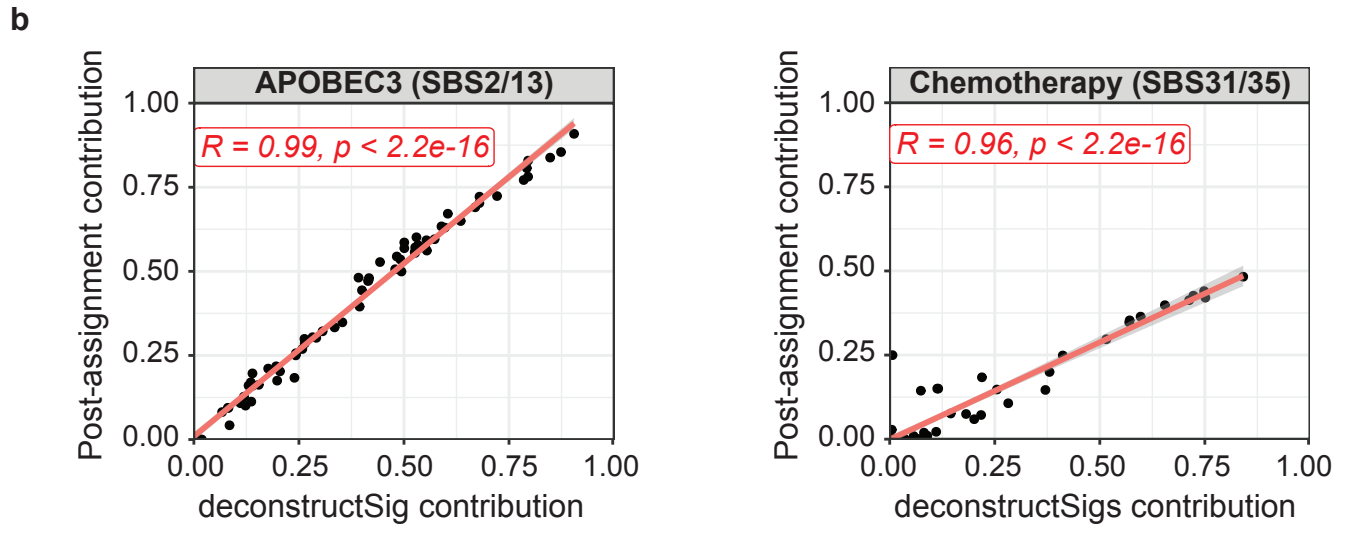 b
APOBEC3 (SBS2/13)
R = 0.99, p < 2.2e-16
Post-assignment contribution
1.00
0.75
0.50
0.25
0.00
0.00 0.25 0.50 0.75 1.00
deconstructSig contribution
Chemotherapy (SBS31/35)
R = 0.96, p < 2.2e-16
Post-assignment contribution
1.00
0.75
0.50
0.25
0.00
0.00 0.25 0.50 0.75 1.00
deconstructSigs contribution